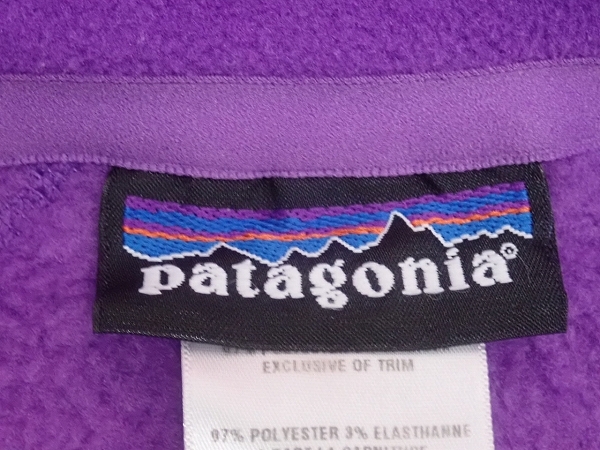 patagonia®
EXCLUSIVE OF TRIM
97% POLYESTER 3% ELASTHANNE